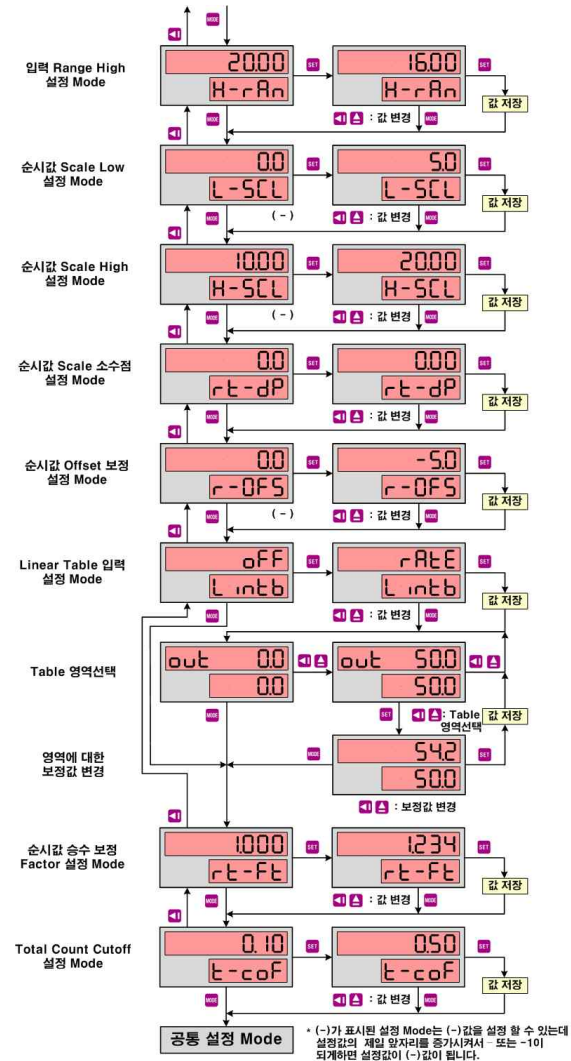 MODE
입력 Range High
설정 Mode
20.00
H-rAn
SET
16.00
H-rAn
SET
값 저장
: 값 변경
MODE
MODE
순시값 Scale Low
설정 Mode
0.0
L-SCL
(-)
SET
5.0
L-SCL
SET
값 저장
: 값 변경
MODE
MODE
순시값 Scale High
설정 Mode
10.00
H-SCL
(-)
SET
20.00
H-SCL
SET
값 저장
: 값 변경
MODE
MODE
순시값 Scale 소수점
설정 Mode
0.0
rt-dP
SET
0.00
rt-dP
SET
값 저장
: 값 변경
MODE
MODE
순시값 Offset 보정
설정 Mode
0.0
r-OFS
(-)
SET
-5.0
r-OFS
SET
값 저장
: 값 변경
MODE
MODE
Linear Table 입력
설정 Mode
oFF
Lintb
SET
rAtE
Lintb
SET
값 저장
: 값 변경
MODE
MODE
Table 영역선택
out 0.0
0.0
out 50.0
50.0
MODE
SET
: Table
영역선택
값 저장
영역에 대한
보정값 변경
MODE
54.2
50.0
SET
: 보정값 변경
순시값 승수 보정
Factor 설정 Mode
1.000
rt-Ft
SET
1.234
rt-Ft
SET
값 저장
: 값 변경
MODE
MODE
Total Count Cutoff
설정 Mode
0.10
t-coF
SET
0.50
t-coF
SET
값 저장
: 값 변경
MODE
MODE
공통 설정 Mode
* (-)가 표시된 설정 Mode는 (-)값을 설정 할 수 있는데
설정값의 제일 앞자리를 증가시켜서 - 또는 -1이
되게하면 설정값이 (-)값이 됩니다.